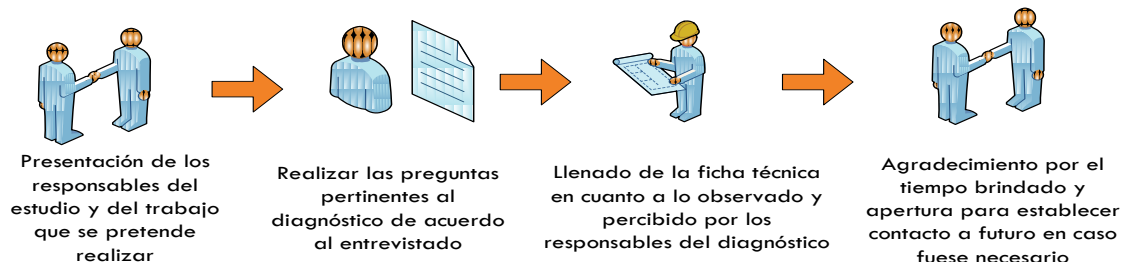 Presentación de los
responsables del
estudio y del trabajo
que se pretende
realizar
Realizar las preguntas
pertinentes al
diagnóstico de acuerdo
al entrevistado
Llenado de la ficha técnica
en cuanto a lo observado y
percibido por los
responsables del diagnóstico
Agradecimiento por el
tiempo brindado y
apertura para establecer
contacto a futuro en caso
fuese necesario